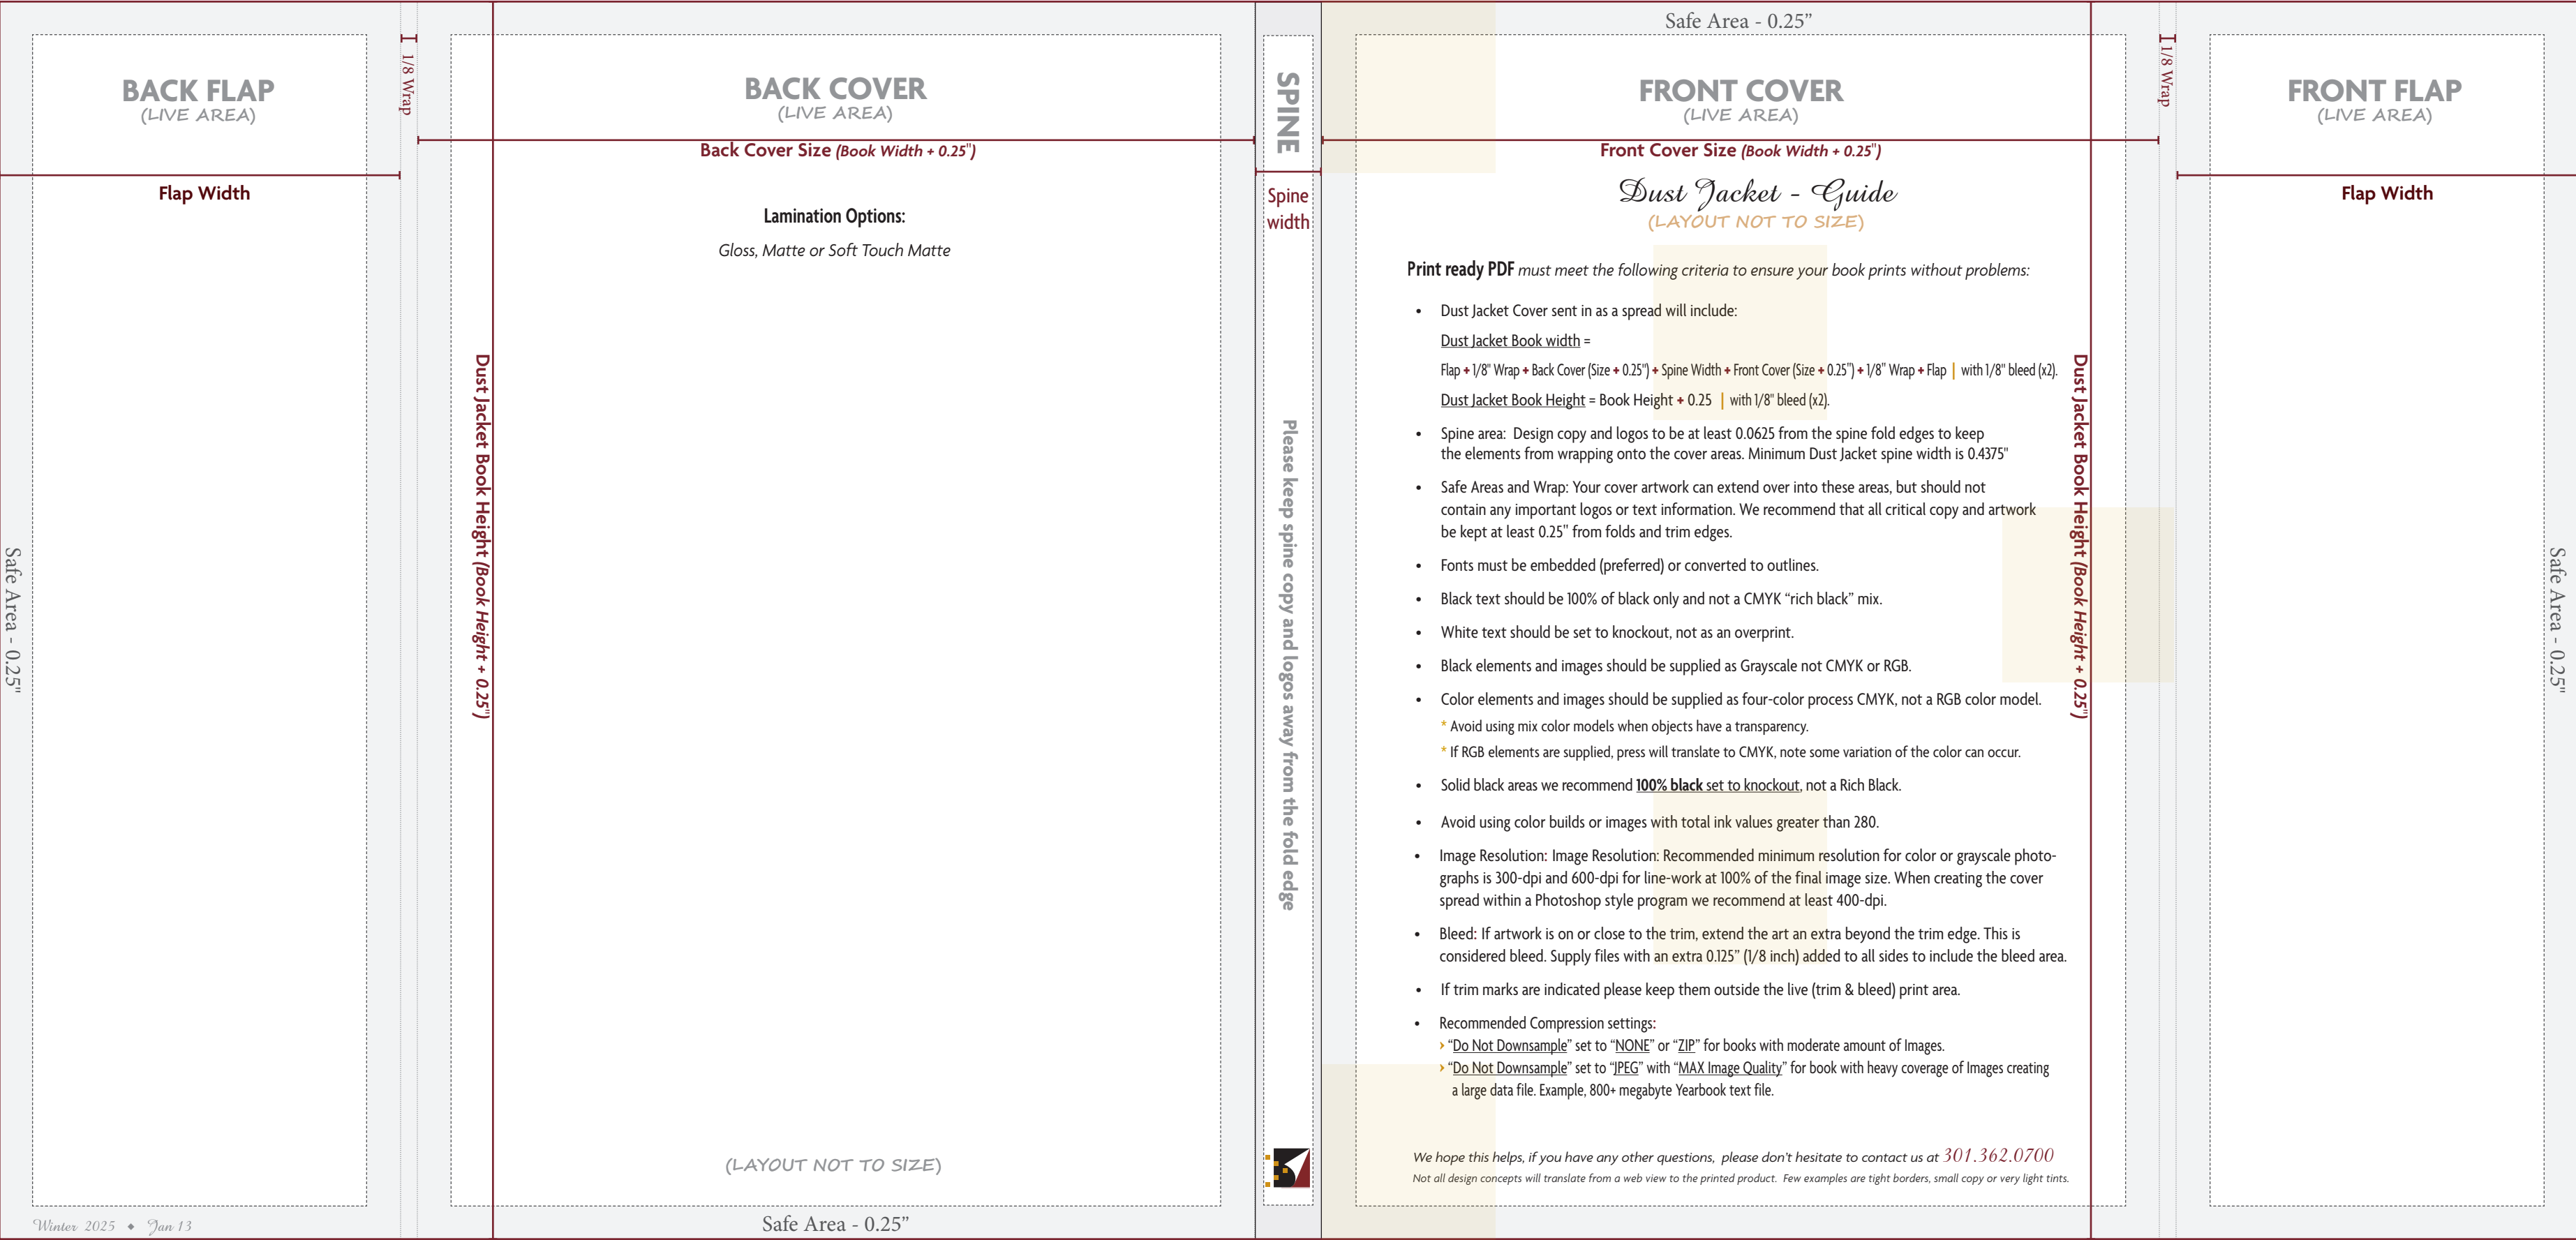 Safe Area - 0.25”
BACK FLAP
(LIVE AREA)
Flap Width
Safe Area - 0.25"
Winter 2025 ◆ Jan 13
1/8 Wrap
BACK COVER
(LIVE AREA)
Back Cover Size (Book Width + 0.25")
Lamination Options:
Gloss, Matte or Soft Touch Matte
Dust Jacket Book Height (Book Height + 0.25")
(LAYOUT NOT TO SIZE)
Safe Area - 0.25”
SPINE
Spine
width
Please keep spine copy and logos away from the fold edge
FRONT COVER
(LIVE AREA)
Front Cover Size (Book Width + 0.25")
Dust Jacket - Guide
(LAYOUT NOT TO SIZE)
Print ready PDF must meet the following criteria to ensure your book prints without problems:
• Dust Jacket Cover sent in as a spread will include:
Dust Jacket Book width =
Flap + 1/8" Wrap + Back Cover (Size + 0.25") + Spine Width + Front Cover (Size + 0.25") + 1/8" Wrap + Flap | with 1/8" bleed (x2).
Dust Jacket Book Height = Book Height + 0.25 | with 1/8" bleed (x2).
• Spine area: Design copy and logos to be at least 0.0625 from the spine fold edges to keep
the elements from wrapping onto the cover areas. Minimum Dust Jacket spine width is 0.4375"
• Safe Areas and Wrap: Your cover artwork can extend over into these areas, but should not
contain any important logos or text information. We recommend that all critical copy and artwork
be kept at least 0.25" from folds and trim edges.
• Fonts must be embedded (preferred) or converted to outlines.
• Black text should be 100% of black only and not a CMYK “rich black” mix.
• White text should be set to knockout, not as an overprint.
• Black elements and images should be supplied as Grayscale not CMYK or RGB.
• Color elements and images should be supplied as four-color process CMYK, not a RGB color model.
* Avoid using mix color models when objects have a transparency.
* If RGB elements are supplied, press will translate to CMYK, note some variation of the color can occur.
• Solid black areas we recommend 100% black set to knockout, not a Rich Black.
• Avoid using color builds or images with total ink values greater than 280.
• Image Resolution: Image Resolution: Recommended minimum resolution for color or grayscale photo-
graphs is 300-dpi and 600-dpi for line-work at 100% of the final image size. When creating the cover
spread within a Photoshop style program we recommend at least 400-dpi.
• Bleed: If artwork is on or close to the trim, extend the art an extra beyond the trim edge. This is
considered bleed. Supply files with an extra 0.125” (1/8 inch) added to all sides to include the bleed area.
• If trim marks are indicated please keep them outside the live (trim & bleed) print area.
• Recommended Compression settings:
› “Do Not Downsample” set to “NONE” or “ZIP” for books with moderate amount of Images.
› “Do Not Downsample” set to “JPEG” with “MAX Image Quality” for book with heavy coverage of Images creating
a large data file. Example, 800+ megabyte Yearbook text file.
We hope this helps, if you have any other questions, please don’t hesitate to contact us at 301.362.0700
Not all design concepts will translate from a web view to the printed product. Few examples are tight borders, small copy or very light tints.
Dust Jacket Book Height (Book Height + 0.25")
1/8 Wrap
FRONT FLAP
(LIVE AREA)
Flap Width
Safe Area - 0.25"